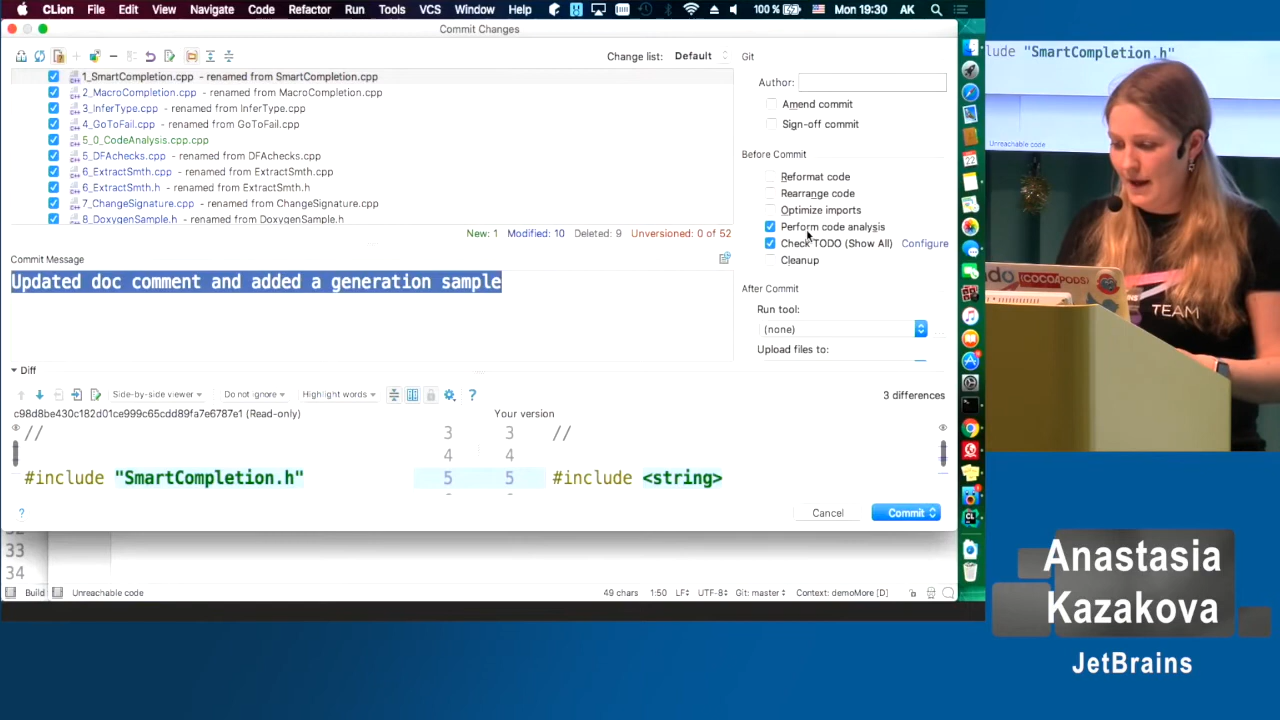 CLion File Edit View Navigate Code Refactor Run Tools VCS Window Help 100% Mon 19:30 AK
Commit Changes
Change list: Default
Git
1_SmartCompletion.cpp - renamed from SmartCompletion.cpp
2_MacroCompletion.cpp - renamed from MacroCompletion.cpp
3_InferType.cpp - renamed from InferType.cpp
4_GoToFail.cpp - renamed from GoToFail.cpp
5_0_CodeAnalysis.cpp.cpp
5_DFAchecks.cpp - renamed from DFAchecks.cpp
6_ExtractSmth.cpp - renamed from ExtractSmth.cpp
6_ExtractSmth.h - renamed from ExtractSmth.h
7_ChangeSignature.cpp - renamed from ChangeSignature.cpp
8_DoxygenSample.h - renamed from DoxygenSample.h
New: 1 Modified: 10 Deleted: 9 Unversioned: 0 of 52
Author:
Amend commit
Sign-off commit
Before Commit
Reformat code
Rearrange code
Optimize imports
Perform code analysis
Check TODO (Show All) Configure
Cleanup
After Commit
Run tool:
(none)
Upload files to:
Commit Message
Updated doc comment and added a generation sample
Diff
Side-by-side viewer Do not ignore Highlight words ? 3 differences
c98d8be430c182d01ce999c65cdd89fa7e6787e1 (Read-only) Your version
// 3 3 //
4 4
#include "SmartCompletion.h" 5 5 #include <string>
? Cancel Commit
33
34
Build Unreachable code 49 chars 1:50 LF UTF-8 Git: master Context: demoMore [D]
lude "SmartCompletion.h"
Unreachable code
22
(COCOAPODS)
TEAM
Anastasia
Kazakova
JetBrains